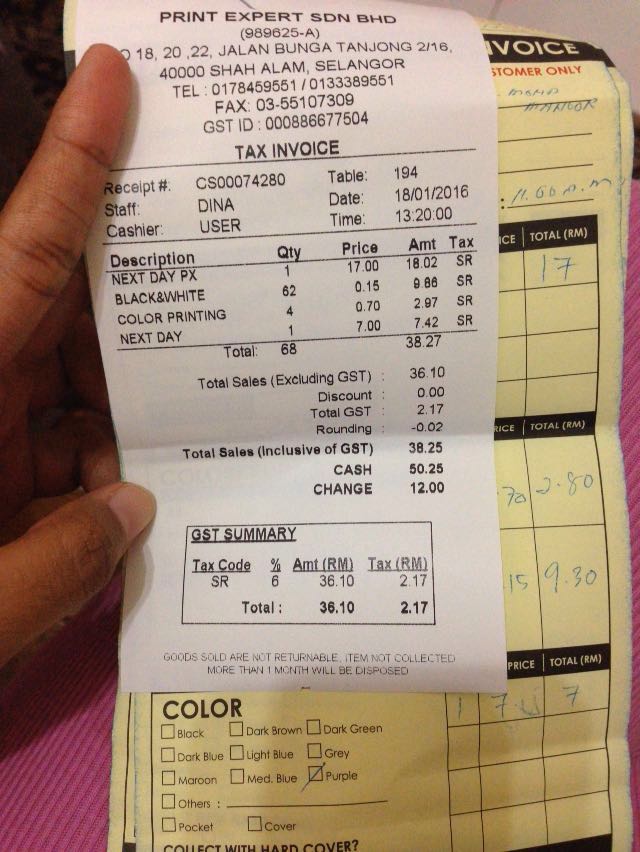 PRINT EXPERT SDN BHD
(989625-A)
18, 20 ,22, JALAN BUNGA TANJONG 2/16,
40000 SHAH ALAM, SELANGOR
TEL : 0178459551 / 0133389551
FAX: 03-55107309
GST ID : 000886677504
TAX INVOICE
Receipt #: CS00074280 Table: 194
Staff: DINA Date: 18/01/2016
Cashier: USER Time: 13:20:00
Description Qty Price Amt Tax
NEXT DAY PX 1 17.00 18.02 SR
BLACK&WHITE 62 0.15 9.86 SR
COLOR PRINTING 4 0.70 2.97 SR
NEXT DAY 1 7.00 7.42 SR
Total: 68 38.27
Total Sales (Excluding GST) : 36.10
Discount : 0.00
Total GST : 2.17
Rounding : -0.02
Total Sales (Inclusive of GST) : 38.25
CASH 50.25
CHANGE 12.00
GST SUMMARY
Tax Code % Amt (RM) Tax (RM)
SR 6 36.10 2.17
Total : 36.10 2.17
GOODS SOLD ARE NOT RETURNABLE, ITEM NOT COLLECTED
MORE THAN 1 MONTH WILL BE DISPOSED
VOICE
STOMER ONLY
ICE TOTAL (RM)
17
RICE TOTAL (RM)
70 2.80
15 9.30
PRICE TOTAL (RM)
1 7 7
COLOR
Black Dark Brown Dark Green
Dark Blue Light Blue Grey
Maroon Med. Blue Purple
Others :
Pocket Cover
COLLECT WITH HARD COVER?